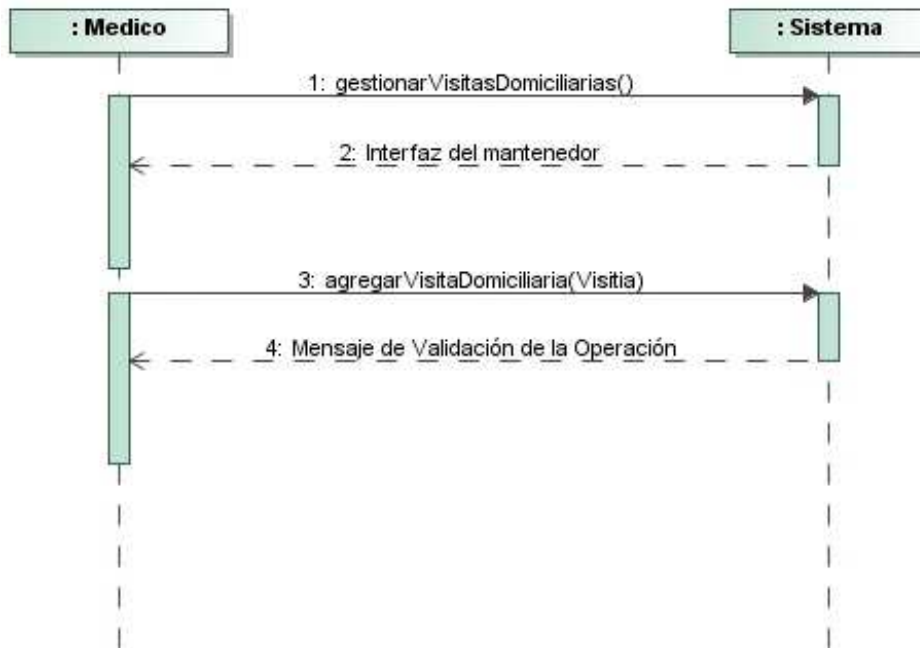 : Medico
: Sistema
1: gestionarVisitasDomiciliarias()
2: Interfaz del mantenedor
3: agregarVisitaDomiciliaria(Visitia)
4: Mensaje de Validación de la Operación